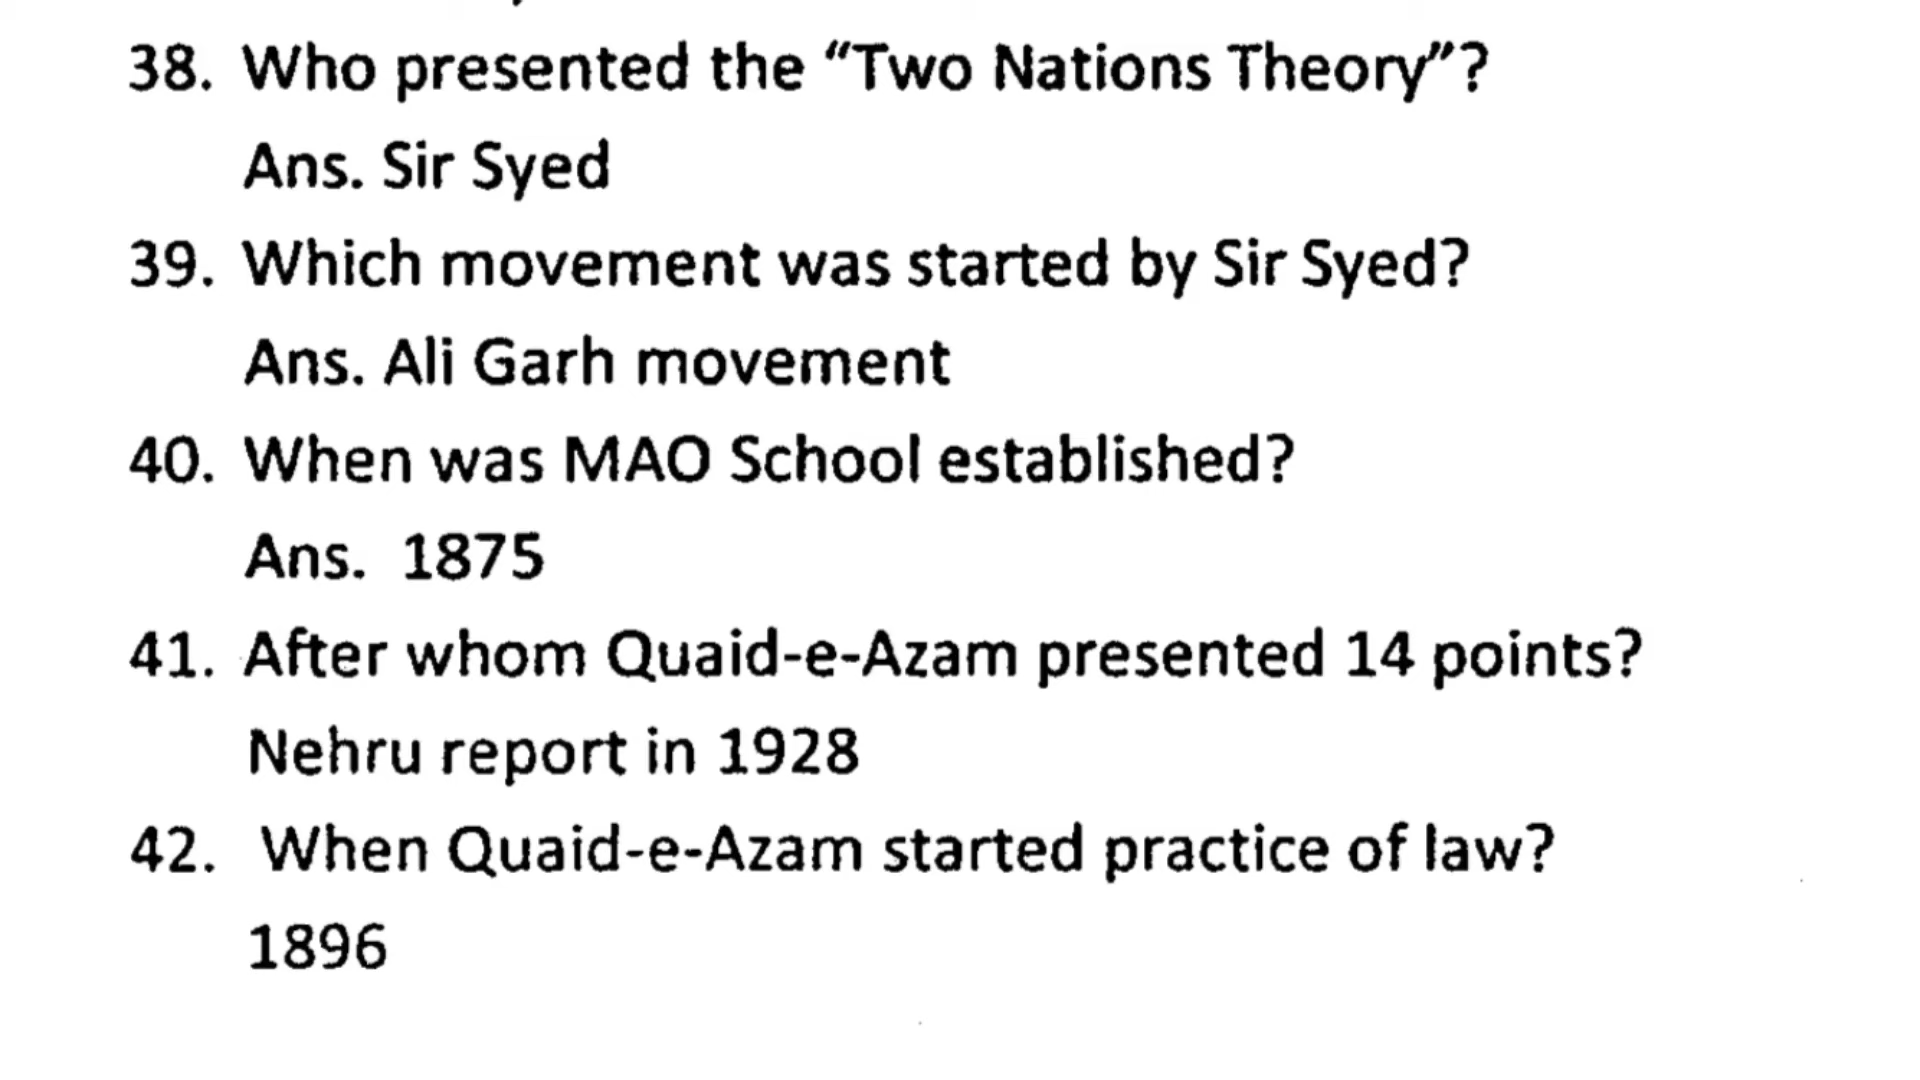 38. Who presented the “Two Nations Theory”?
Ans. Sir Syed
39. Which movement was started by Sir Syed?
Ans. Ali Garh movement
40. When was MAO School established?
Ans. 1875
41. After whom Quaid-e-Azam presented 14 points?
Nehru report in 1928
42. When Quaid-e-Azam started practice of law?
1896